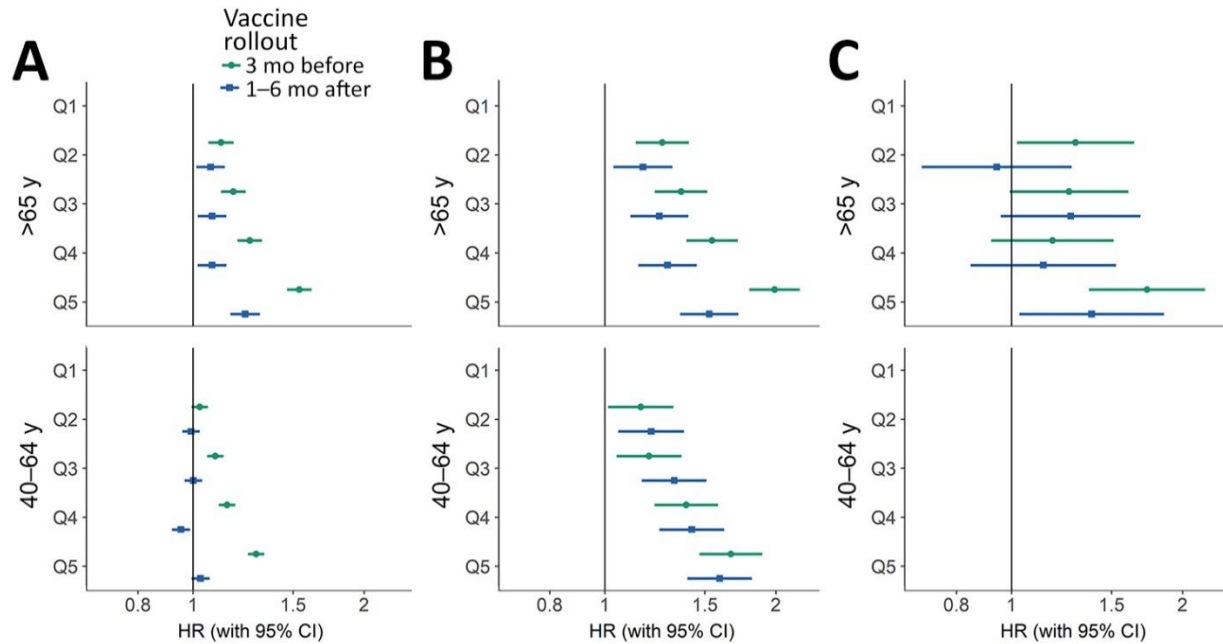 Vaccine
rollout
3 mo before
1–6 mo after
A
B
C
>65 y
Q1
Q2
Q3
Q4
Q5
>65 y
Q1
Q2
Q3
Q4
Q5
>65 y
Q1
Q2
Q3
Q4
Q5
40–64 y
Q1
Q2
Q3
Q4
Q5
0.8 1 1.5 2
HR (with 95% CI)
40–64 y
Q1
Q2
Q3
Q4
Q5
0.8 1 1.5 2
HR (with 95% CI)
40–64 y
Q1
Q2
Q3
Q4
Q5
0.8 1 1.5 2
HR (with 95% CI)